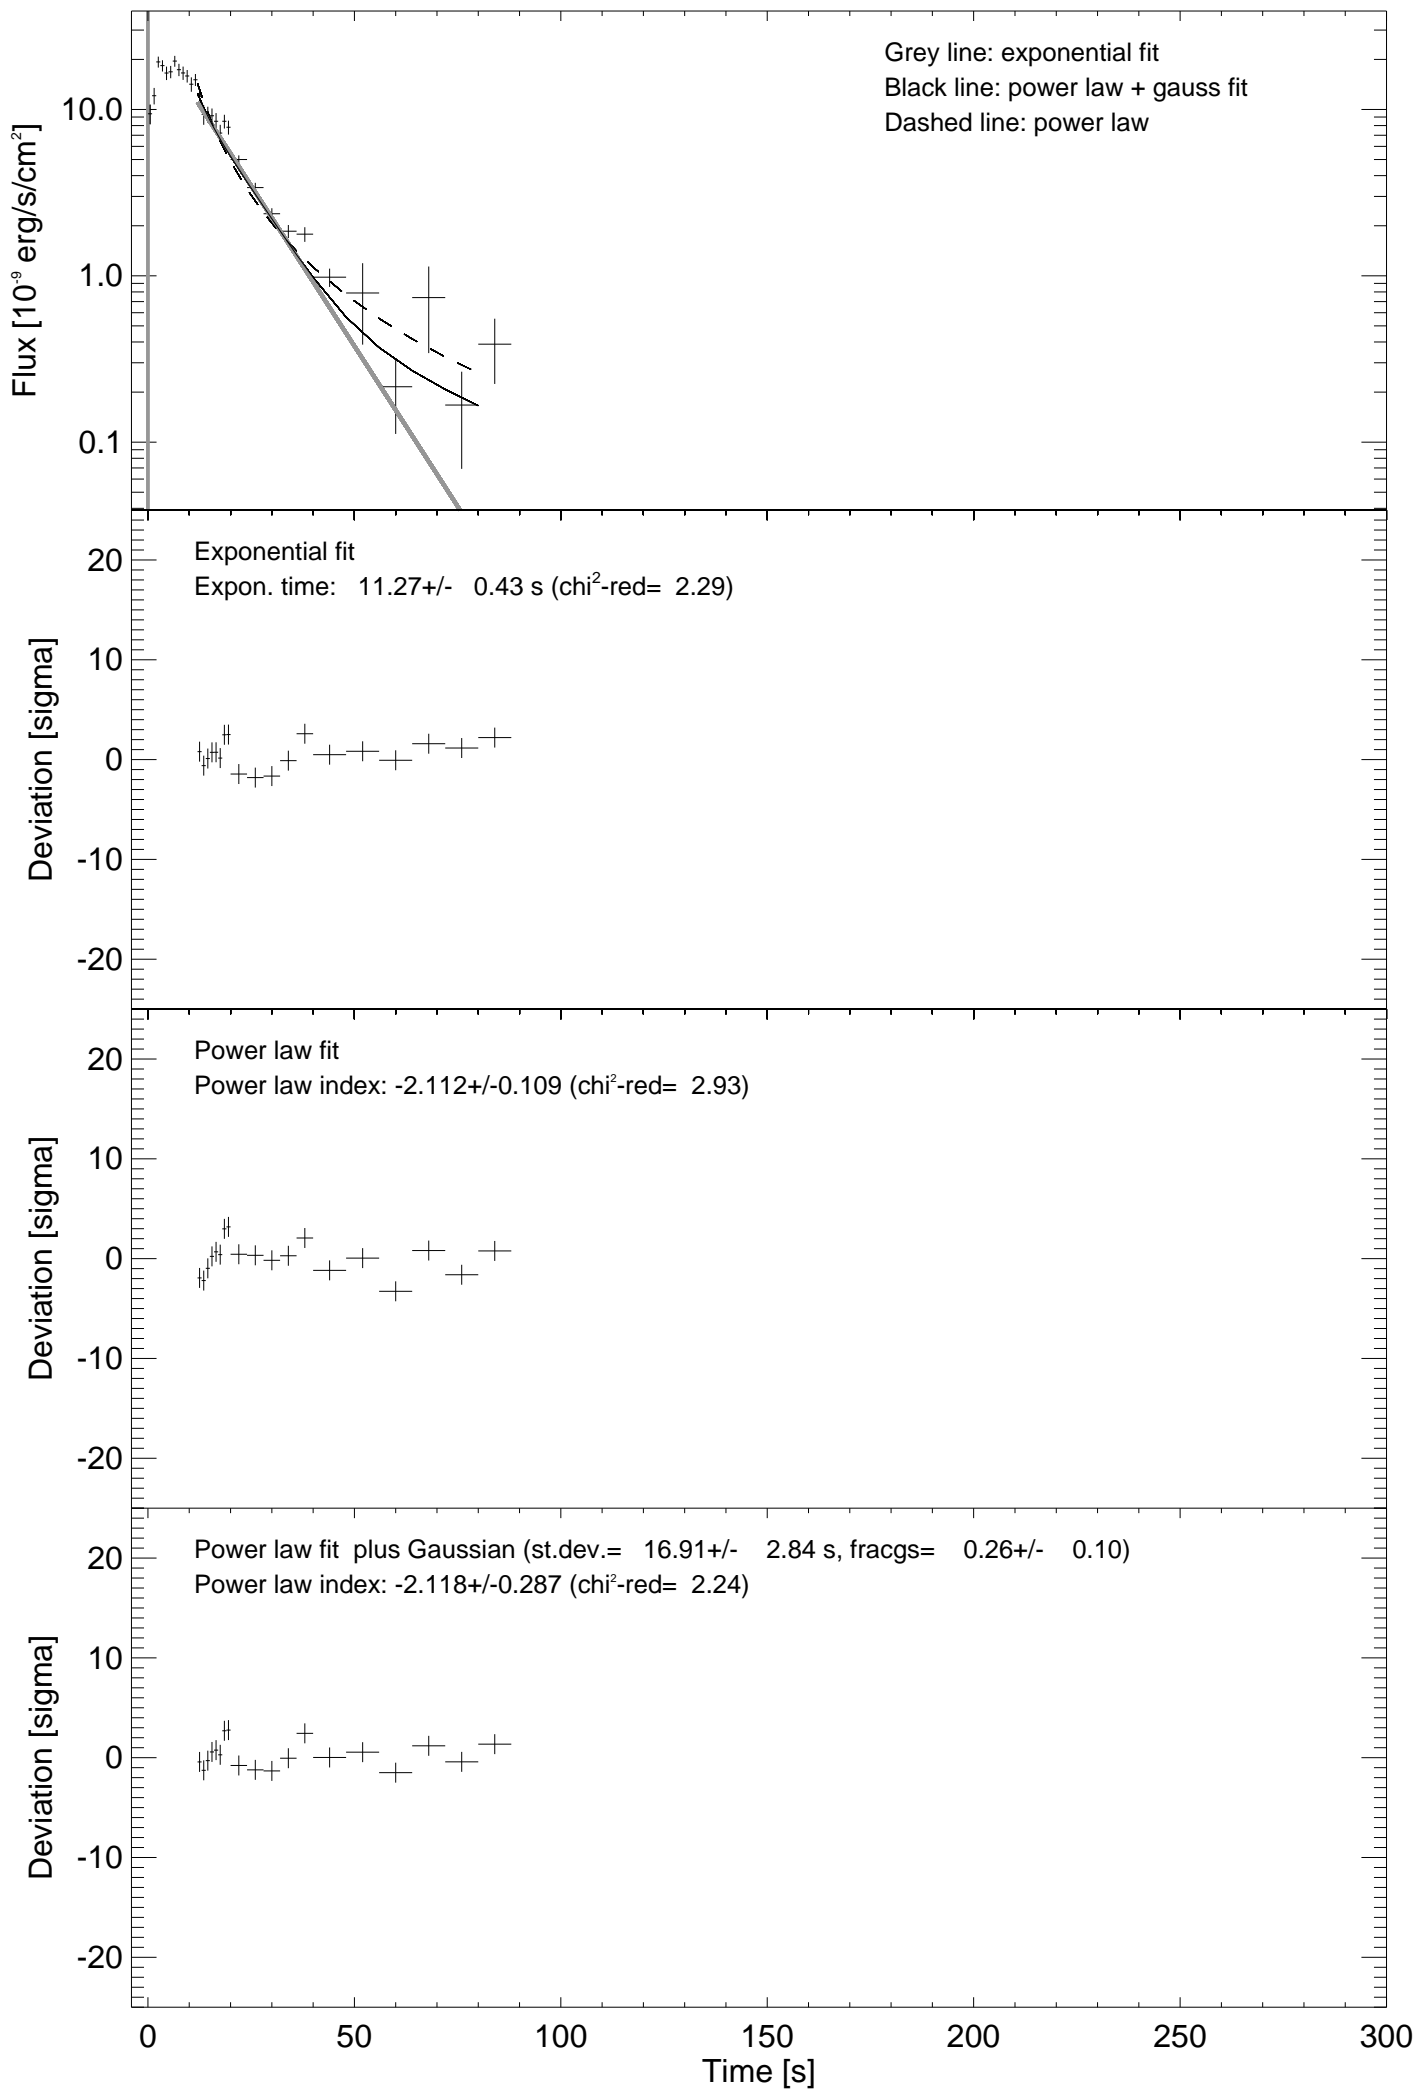 Grey line: exponential fit
Black line: power law + gauss fit
Dashed line: power law
10.0
1.0
0.1
Flux [10⁻⁹ erg/s/cm²]
Exponential fit
Expon. time: 11.27+/- 0.43 s (chi²-red= 2.29)
20
10
0
-10
-20
Deviation [sigma]
Power law fit
Power law index: -2.112+/-0.109 (chi²-red= 2.93)
20
10
0
-10
-20
Deviation [sigma]
Power law fit plus Gaussian (st.dev.= 16.91+/- 2.84 s, fracgs= 0.26+/- 0.10)
Power law index: -2.118+/-0.287 (chi²-red= 2.24)
20
10
0
-10
-20
Deviation [sigma]
0 50 100 150 200 250 300
Time [s]